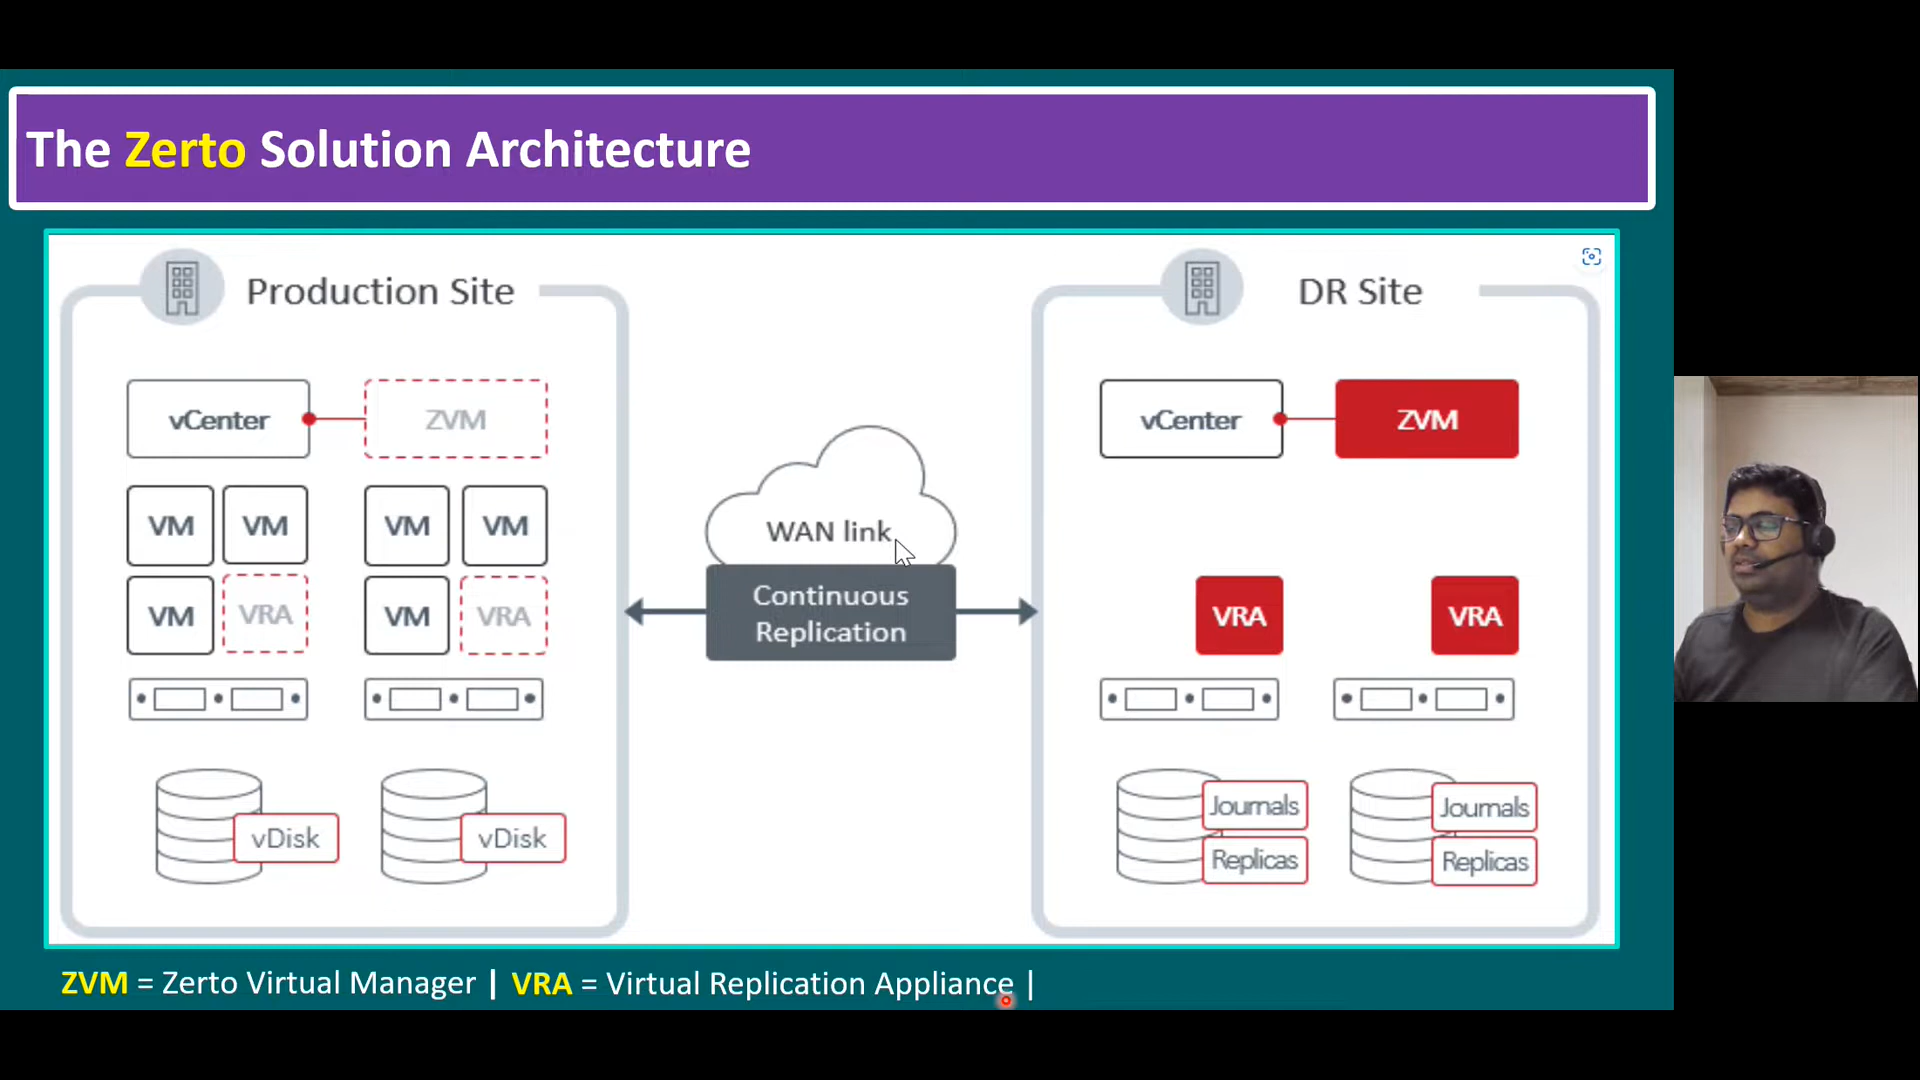 The Zerto Solution Architecture
Production Site
vCenter
ZVM
VM
VM
VM
VM
VM
VRA
VM
VRA
vDisk
vDisk
WAN link
Continuous
Replication
DR Site
vCenter
ZVM
VRA
VRA
Journals
Replicas
Journals
Replicas
ZVM = Zerto Virtual Manager | VRA = Virtual Replication Appliance |